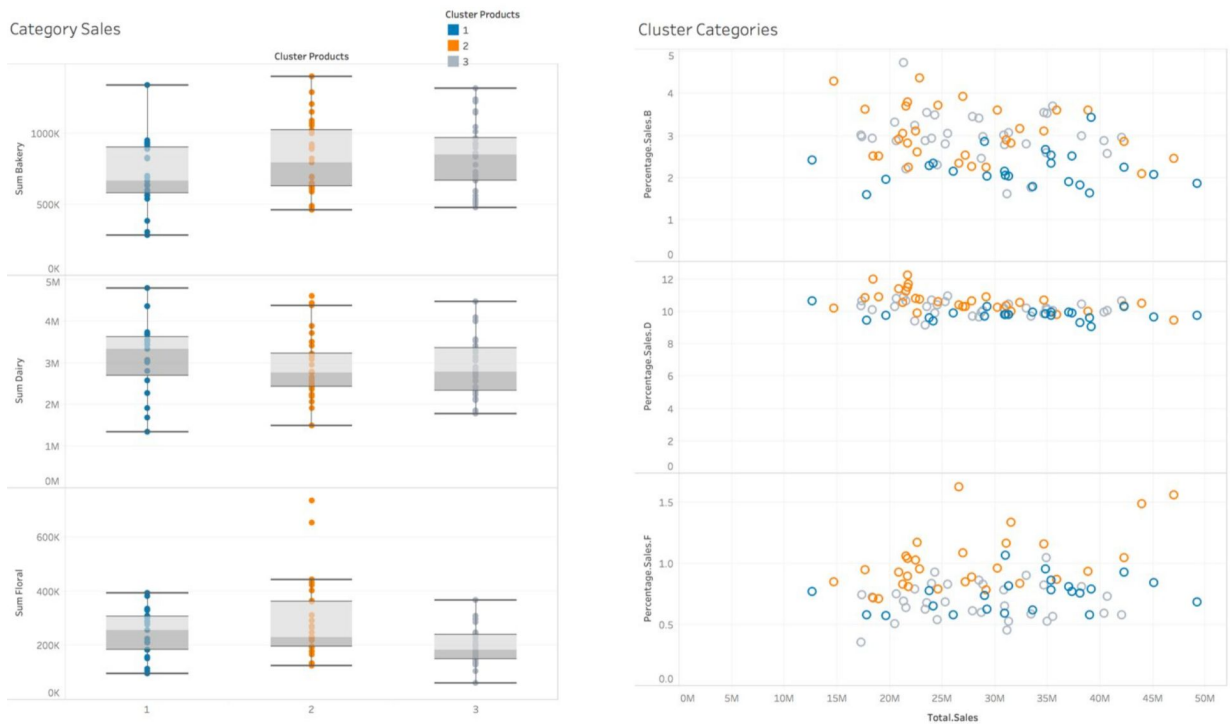 Category Sales
Cluster Products
1
2
3
Cluster Products
Sum Bakery
1000K
500K
0K
Sum Dairy
5M
4M
3M
2M
1M
0M
Sum Floral
600K
400K
200K
0K
1 2 3
Cluster Categories
Percentage.Sales.B
5
4
3
2
1
0
Percentage.Sales.D
12
10
8
6
4
2
0
Percentage.Sales.F
1.5
1.0
0.5
0.0
0M 5M 10M 15M 20M 25M 30M 35M 40M 45M 50M
Total.Sales